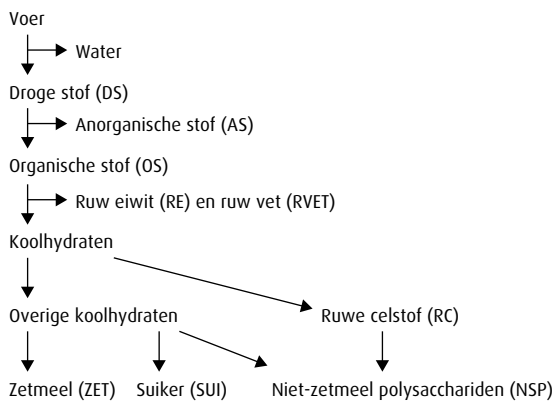 Voer
Water
Droge stof (DS)
Anorganische stof (AS)
Organische stof (OS)
Ruw eiwit (RE) en ruw vet (RVET)
Koolhydraten
Overige koolhydraten Ruwe celstof (RC)
Zetmeel (ZET) Suiker (SUI) Niet-zetmeel polysacchariden (NSP)